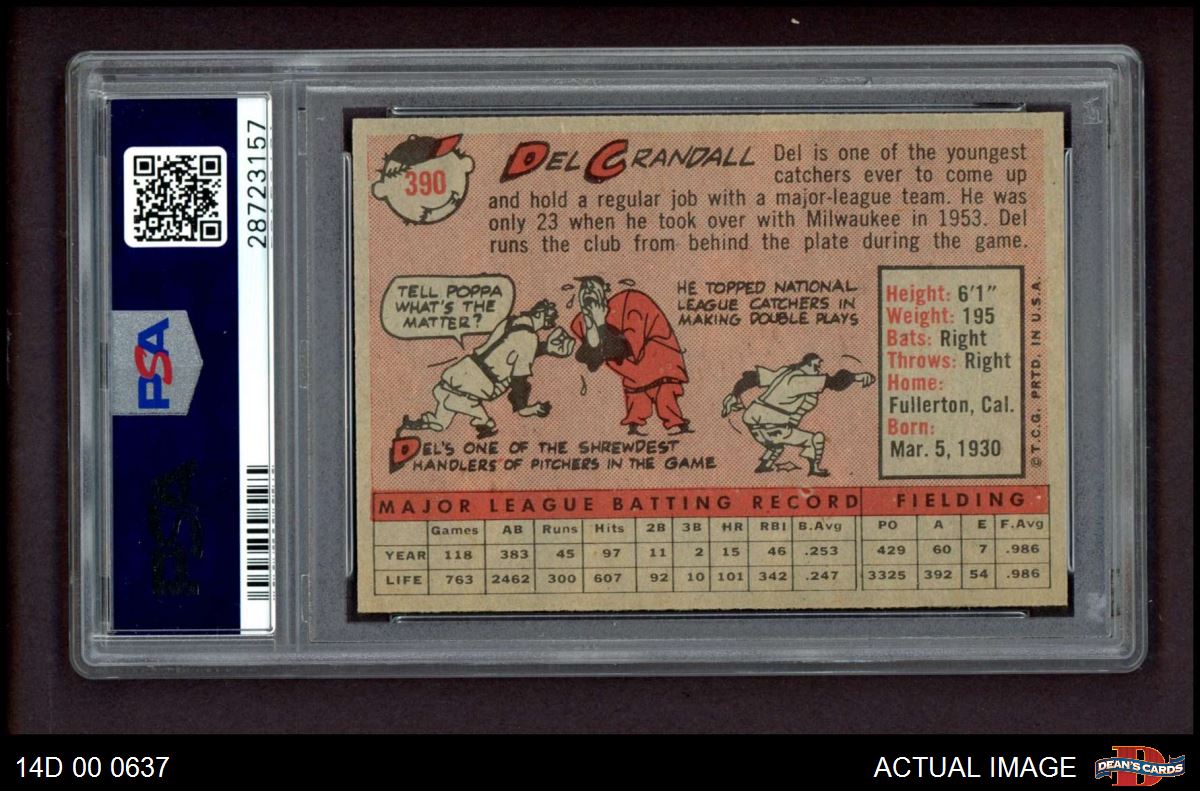 28723157
PSA
PSA
390
DEL CRANDALL
Del is one of the youngest
catchers ever to come up
and hold a regular job with a major-league team. He was
only 23 when he took over with Milwaukee in 1953. Del
runs the club from behind the plate during the game.
TELL POPPA
WHAT'S THE
MATTER?
HE TOPPED NATIONAL
LEAGUE CATCHERS IN
MAKING DOUBLE PLAYS
DEL'S ONE OF THE SHREWDEST
HANDLERS OF PITCHERS IN THE GAME
Height: 6'1"
Weight: 195
Bats: Right
Throws: Right
Home:
Fullerton, Cal.
Born:
Mar. 5, 1930
© T.C.G. PRTD. IN U.S.A.
MAJOR LEAGUE BATTING RECORD FIELDING
Games AB Runs Hits 2B 3B HR RBI B.Avg PO A E F.Avg
YEAR 118 383 45 97 11 2 15 46 .253 429 60 7 .986
LIFE 763 2462 300 607 92 10 101 342 .247 3325 392 54 .986
14D 00 0637
ACTUAL IMAGE
DEAN'S CARDS